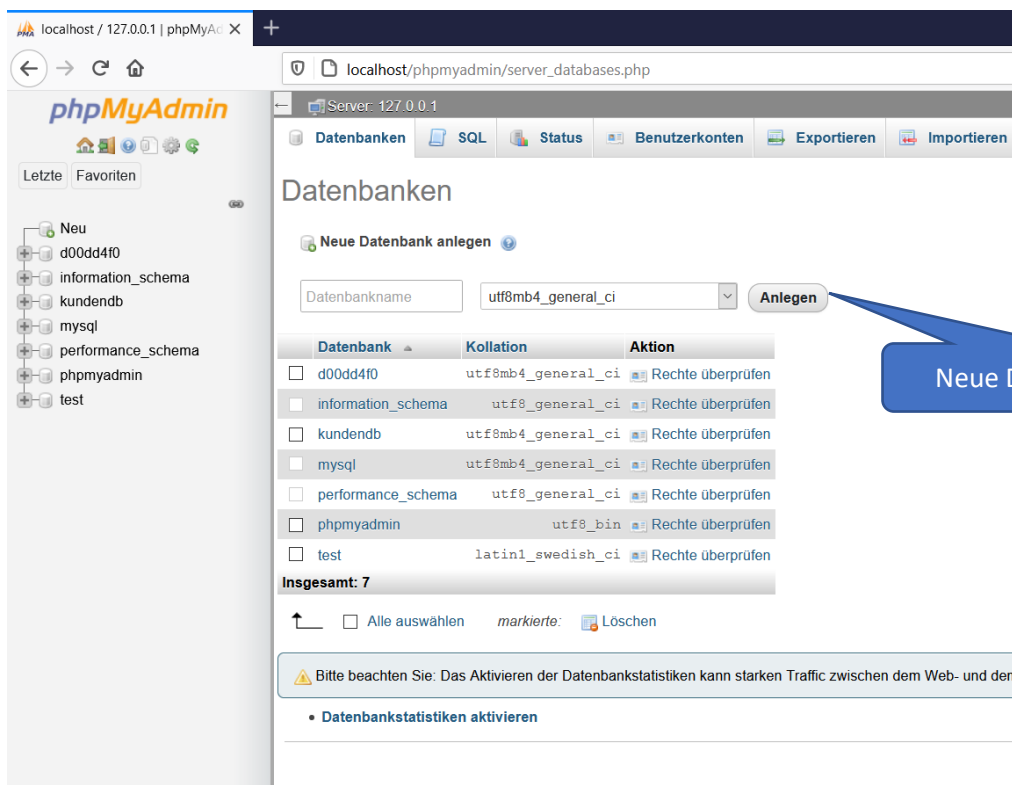 localhost / 127.0.0.1 | phpMyAd
localhost/phpmyadmin/server_databases.php
phpMyAdmin
Letzte Favoriten
Neu
d00dd4f0
information_schema
kundendb
mysql
performance_schema
phpmyadmin
test
Server: 127.0.0.1
Datenbanken SQL Status Benutzerkonten Exportieren Importieren
Datenbanken
Neue Datenbank anlegen
Datenbankname utf8mb4_general_ci Anlegen
Datenbank Kollation Aktion
d00dd4f0 utf8mb4_general_ci Rechte überprüfen
information_schema utf8_general_ci Rechte überprüfen
kundendb utf8mb4_general_ci Rechte überprüfen
mysql utf8mb4_general_ci Rechte überprüfen
performance_schema utf8_general_ci Rechte überprüfen
phpmyadmin utf8_bin Rechte überprüfen
test latin1_swedish_ci Rechte überprüfen
Insgesamt: 7
Alle auswählen markierte: Löschen
Neue
Bitte beachten Sie: Das Aktivieren der Datenbankstatistiken kann starken Traffic zwischen dem Web- und
Datenbankstatistiken aktivieren